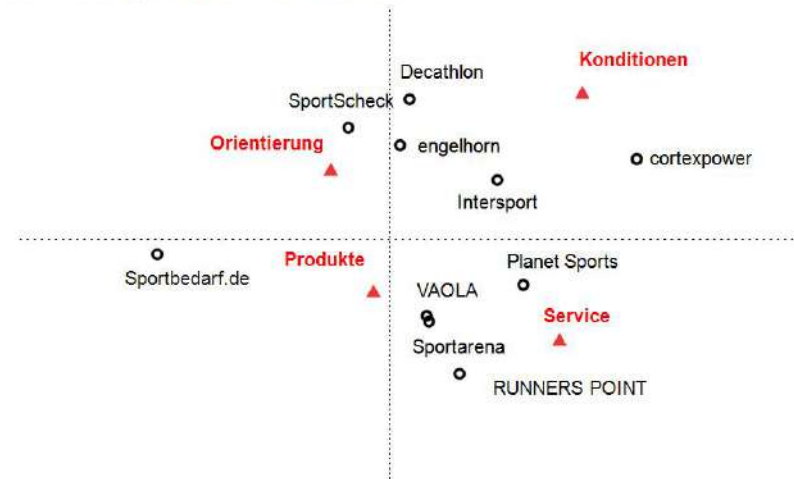 Konditionen
Decathlon
SportScheck
Orientierung
engelhorn
cortexpower
Intersport
Produkte
Planet Sports
Sportbedarf.de
VAOLA
Service
Sportarena
RUNNERS POINT